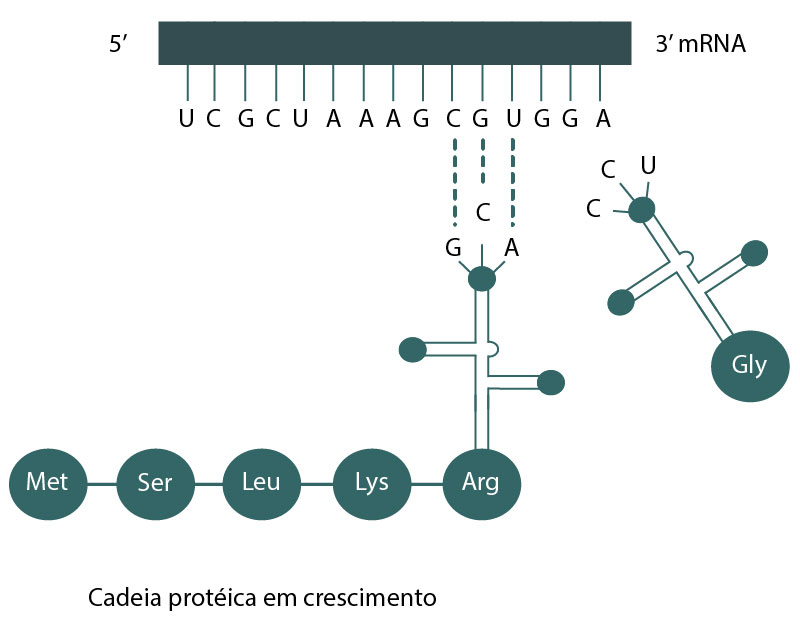 5’ 3’ mRNA
U C G C U A A A G C G U G G A
C U
C
C
G A
Gly
Met Ser Leu Lys Arg
Cadeia protéica em crescimento